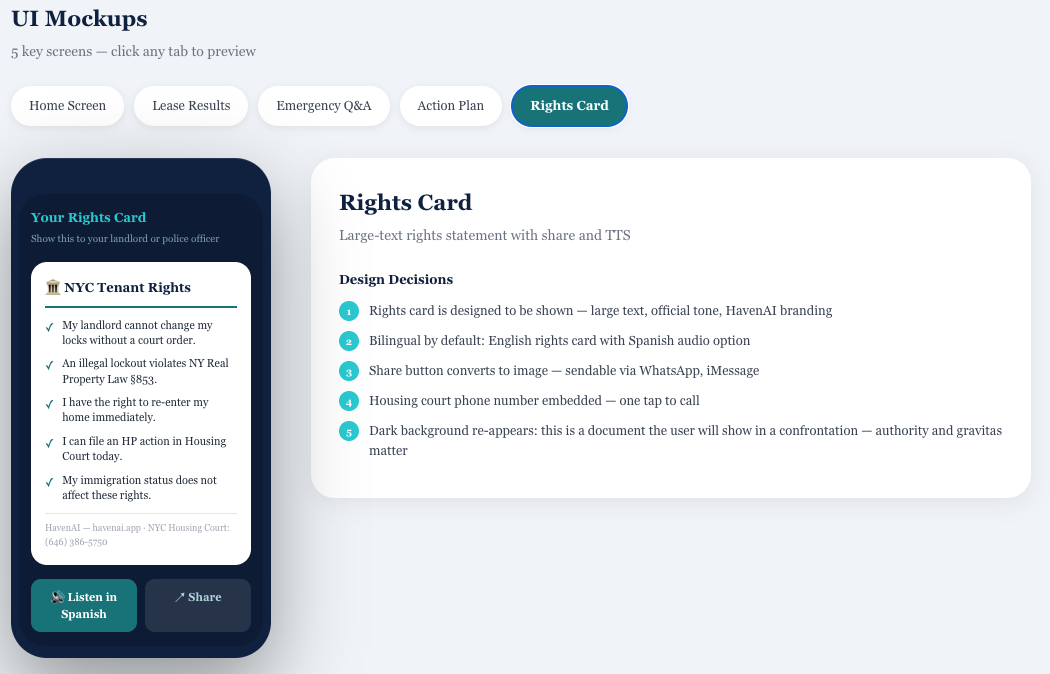 UI Mockups
5 key screens — click any tab to preview
Home Screen
Lease Results
Emergency Q&A
Action Plan
Rights Card
Your Rights Card
Show this to your landlord or police officer
🏛️ NYC Tenant Rights
✓ My landlord cannot change my
locks without a court order.
✓ An illegal lockout violates NY Real
Property Law §853.
✓ I have the right to re-enter my
home immediately.
✓ I can file an HP action in Housing
Court today.
✓ My immigration status does not
affect these rights.
HavenAI — havenai.app · NYC Housing Court:
(646) 386-5750
🔊 Listen in
Spanish
↗ Share
Rights Card
Large-text rights statement with share and TTS
Design Decisions
1 Rights card is designed to be shown — large text, official tone, HavenAI branding
2 Bilingual by default: English rights card with Spanish audio option
3 Share button converts to image — sendable via WhatsApp, iMessage
4 Housing court phone number embedded — one tap to call
5 Dark background re-appears: this is a document the user will show in a confrontation — authority and gravitas
matter